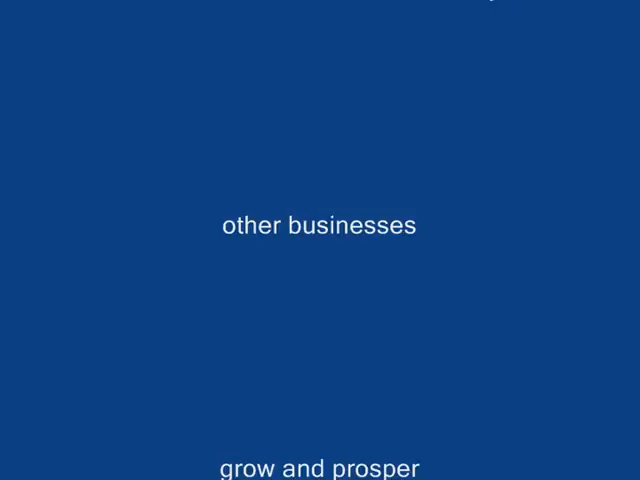 other businesses
grow and prosper